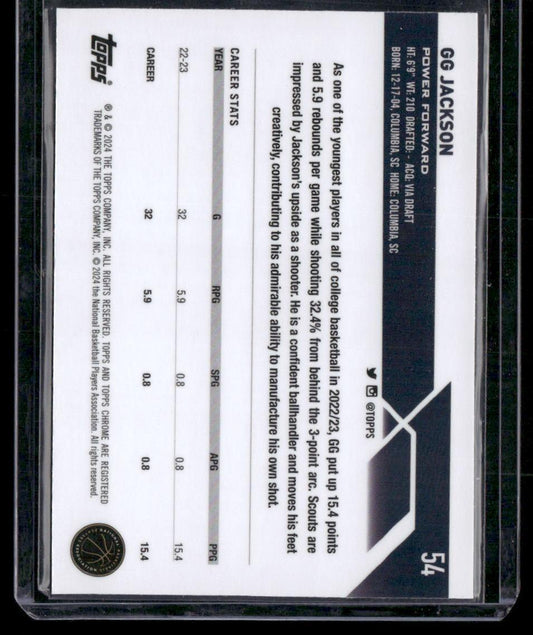 54
GG JACKSON
POWER FORWARD
HT: 6'9" WT: 210 DRAFTED: - ACQ: VIA DRAFT
BORN: 12-17-04, COLUMBIA, SC HOME: COLUMBIA, SC
@TOPPS
As one of the youngest players in all of college basketball in 2022/23, GG put up 15.4 points
and 5.9 rebounds per game while shooting 32.4% from behind the 3-point arc. Scouts are
impressed by Jackson's upside as a shooter. He is a confident ballhandler and moves his feet
creatively, contributing to his admirable ability to manufacture his own shot.
CAREER STATS
YEAR G RPG SPG APG PPG
22-23 32 5.9 0.8 0.8 15.4
CAREER 32 5.9 0.8 0.8 15.4
topps®
® & © 2024 THE TOPPS COMPANY, INC. ALL RIGHTS RESERVED. TOPPS AND TOPPS CHROME ARE REGISTERED
TRADEMARKS OF THE TOPPS COMPANY, INC. © 2024 the National Basketball Players Association. All rights reserved.